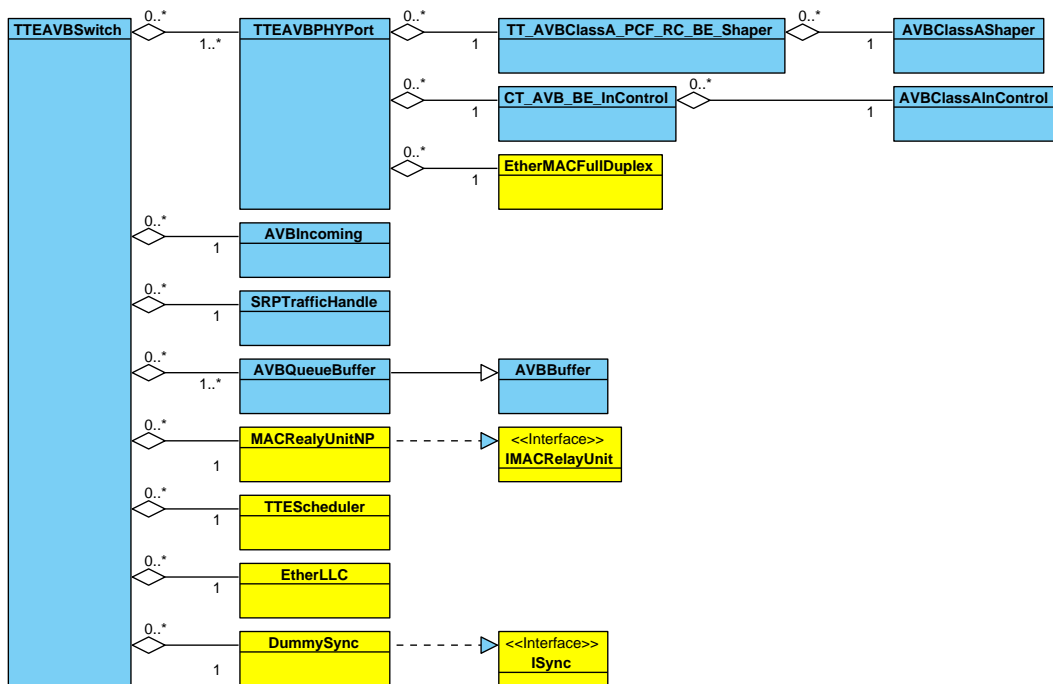 TTEAVBSwitch 0..* 1..* TTEAVBPHYPort 0..* 1 TT_AVBClassA_PCF_RC_BE_Shaper 0..* 1 AVBClassAShaper
0..* 1 CT_AVB_BE_InControl 0..* 1 AVBClassAInControl
0..* 1 EtherMACFullDuplex
0..* 1 AVBIncoming
0..* 1 SRPTrafficHandle
0..* 1..* AVBQueueBuffer AVBBuffer
0..* 1 MACRealyUnitNP <<Interface>>
IMACRelayUnit
0..* 1 TTEScheduler
0..* 1 EtherLLC
0..* 1 DummySync <<Interface>>
ISync